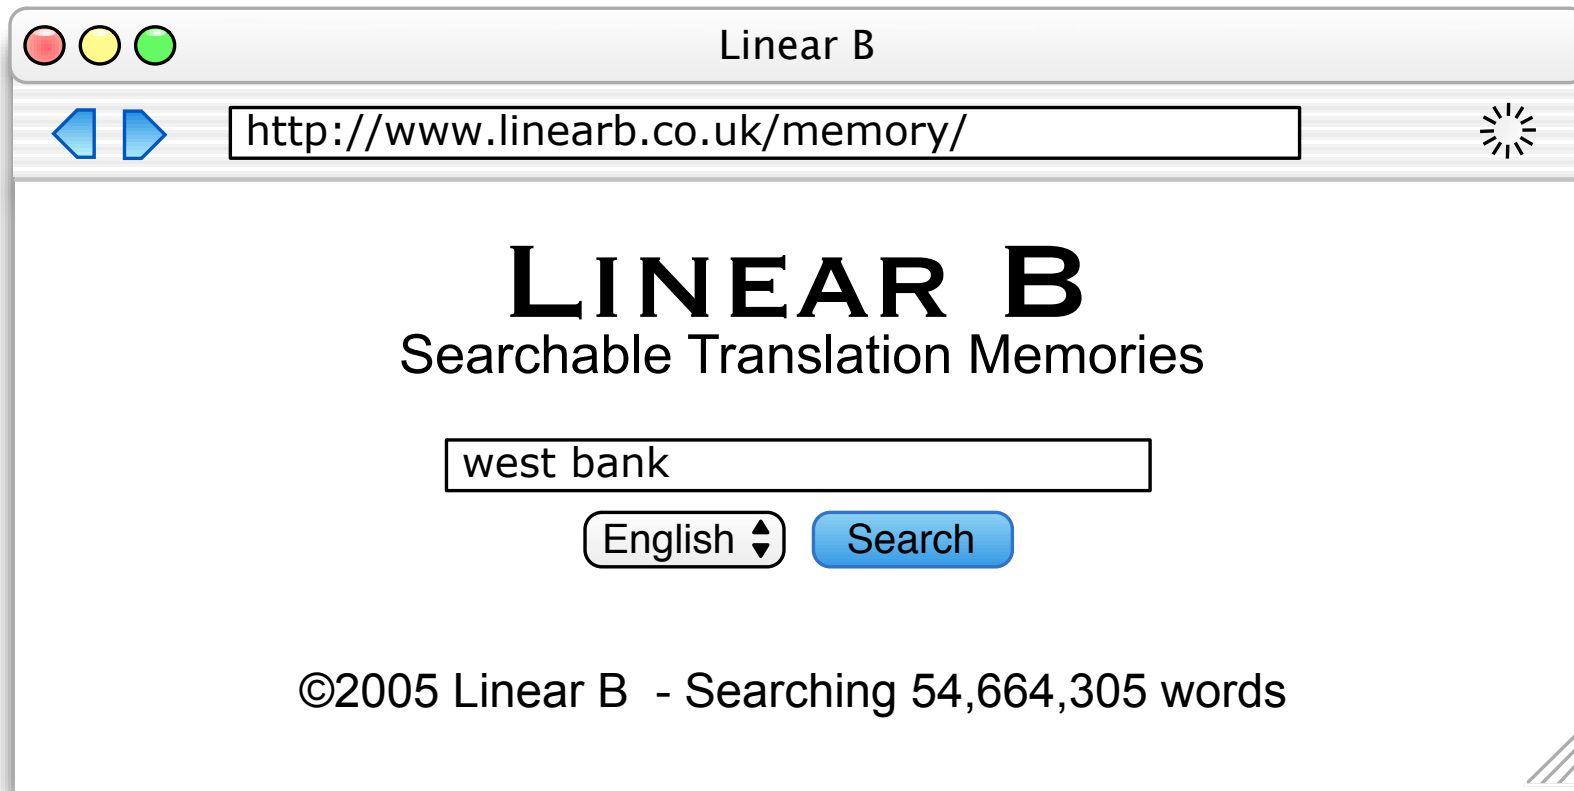 Linear B
http://www.linearb.co.uk/memory/
LINEAR B
Searchable Translation Memories
west bank
English Search
©2005 Linear B - Searching 54,664,305 words